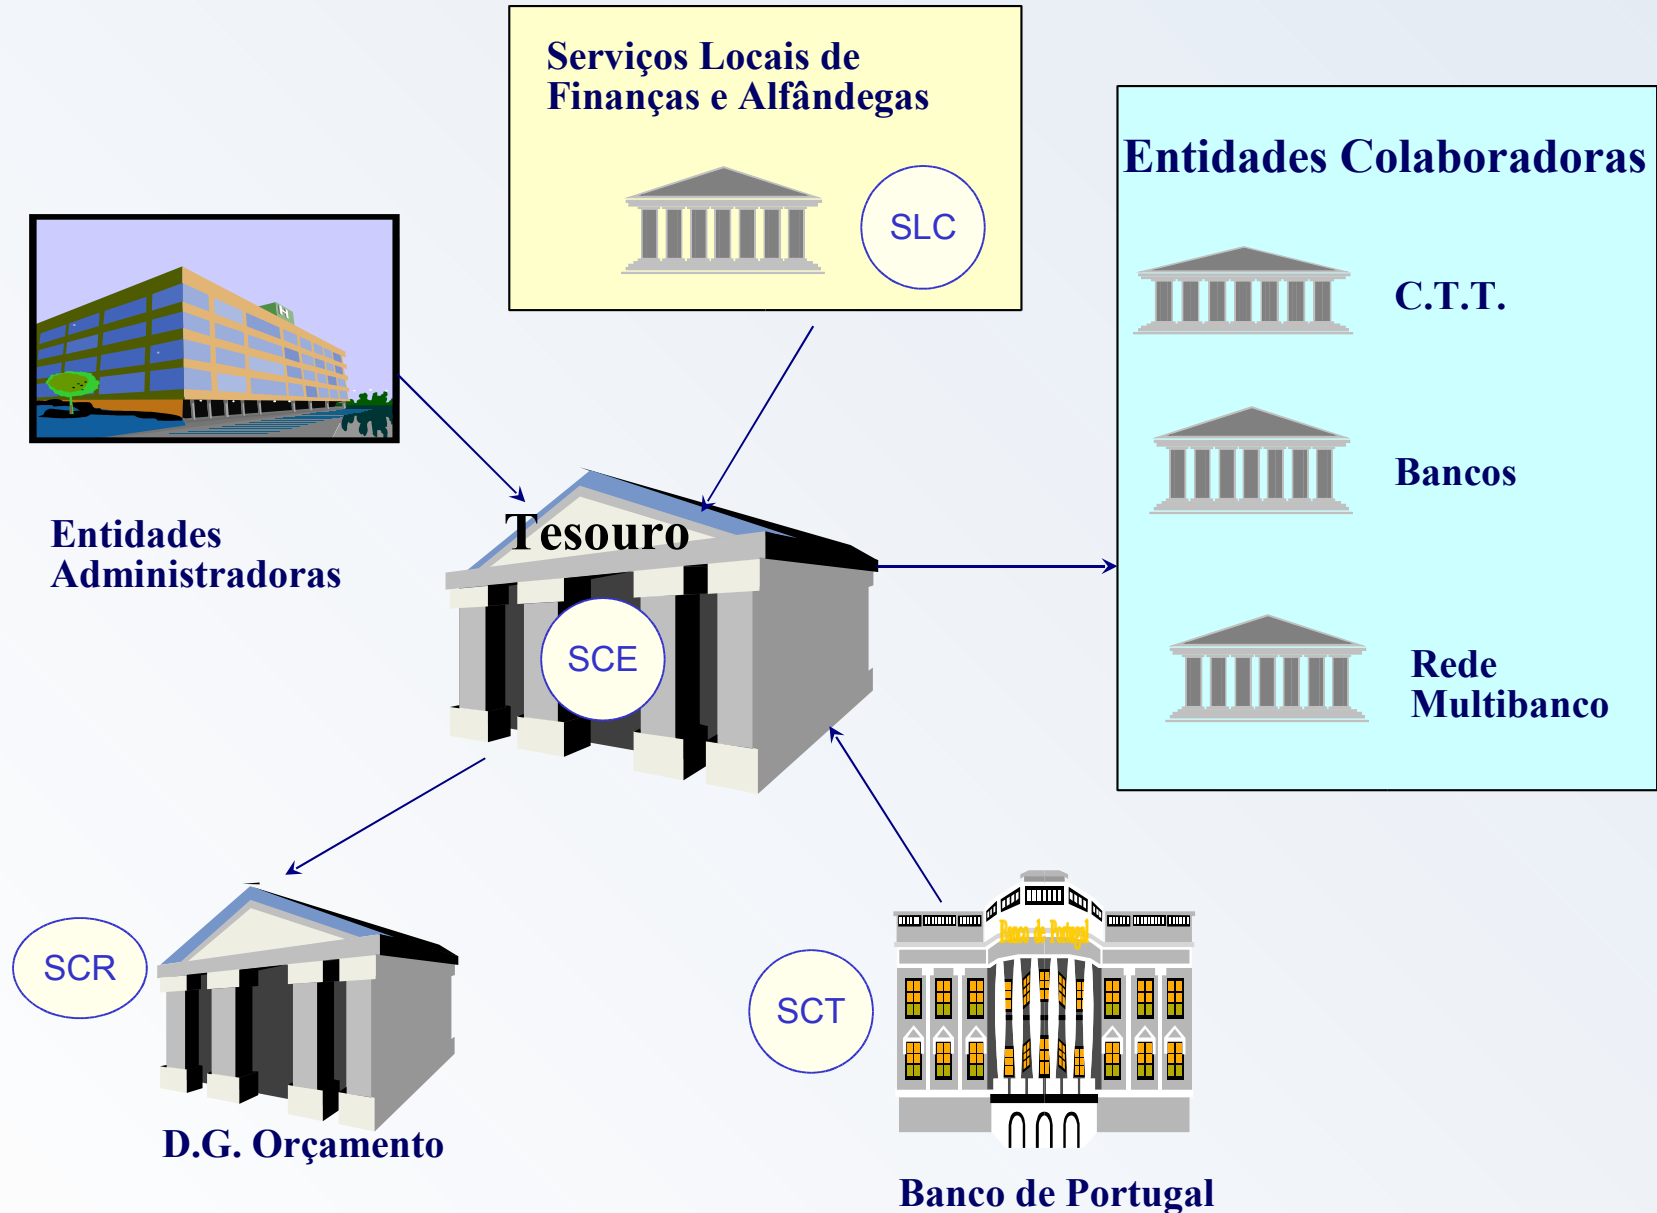 Serviços Locais de
Finanças e Alfândegas
SLC
Entidades Colaboradoras
C.T.T.
Bancos
Rede
Multibanco
H
Entidades
Administradoras
Tesouro
SCE
SCR
D.G. Orçamento
SCT
Banco de Portugal
Banco de Portugal